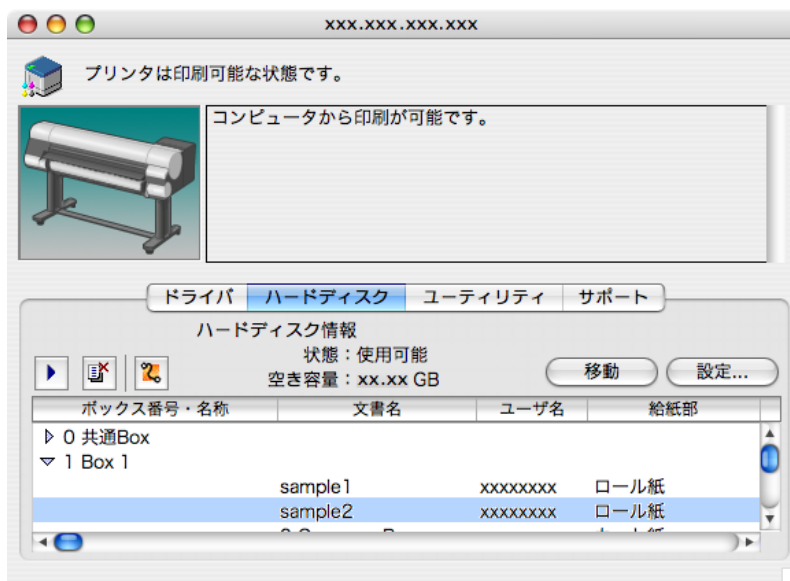 xxx.xxx.xxx.xxx
プリンタは印刷可能な状態です。
コンピュータから印刷が可能です。
ドライバ ハードディスク ユーティリティ サポート
ハードディスク情報
状態：使用可能
空き容量：xx.xx GB
移動 設定...
ボックス番号・名称 文書名 ユーザ名 給紙部
0 共通Box
1 Box 1
sample1 xxxxxxxx ロール紙
sample2 xxxxxxxx ロール紙